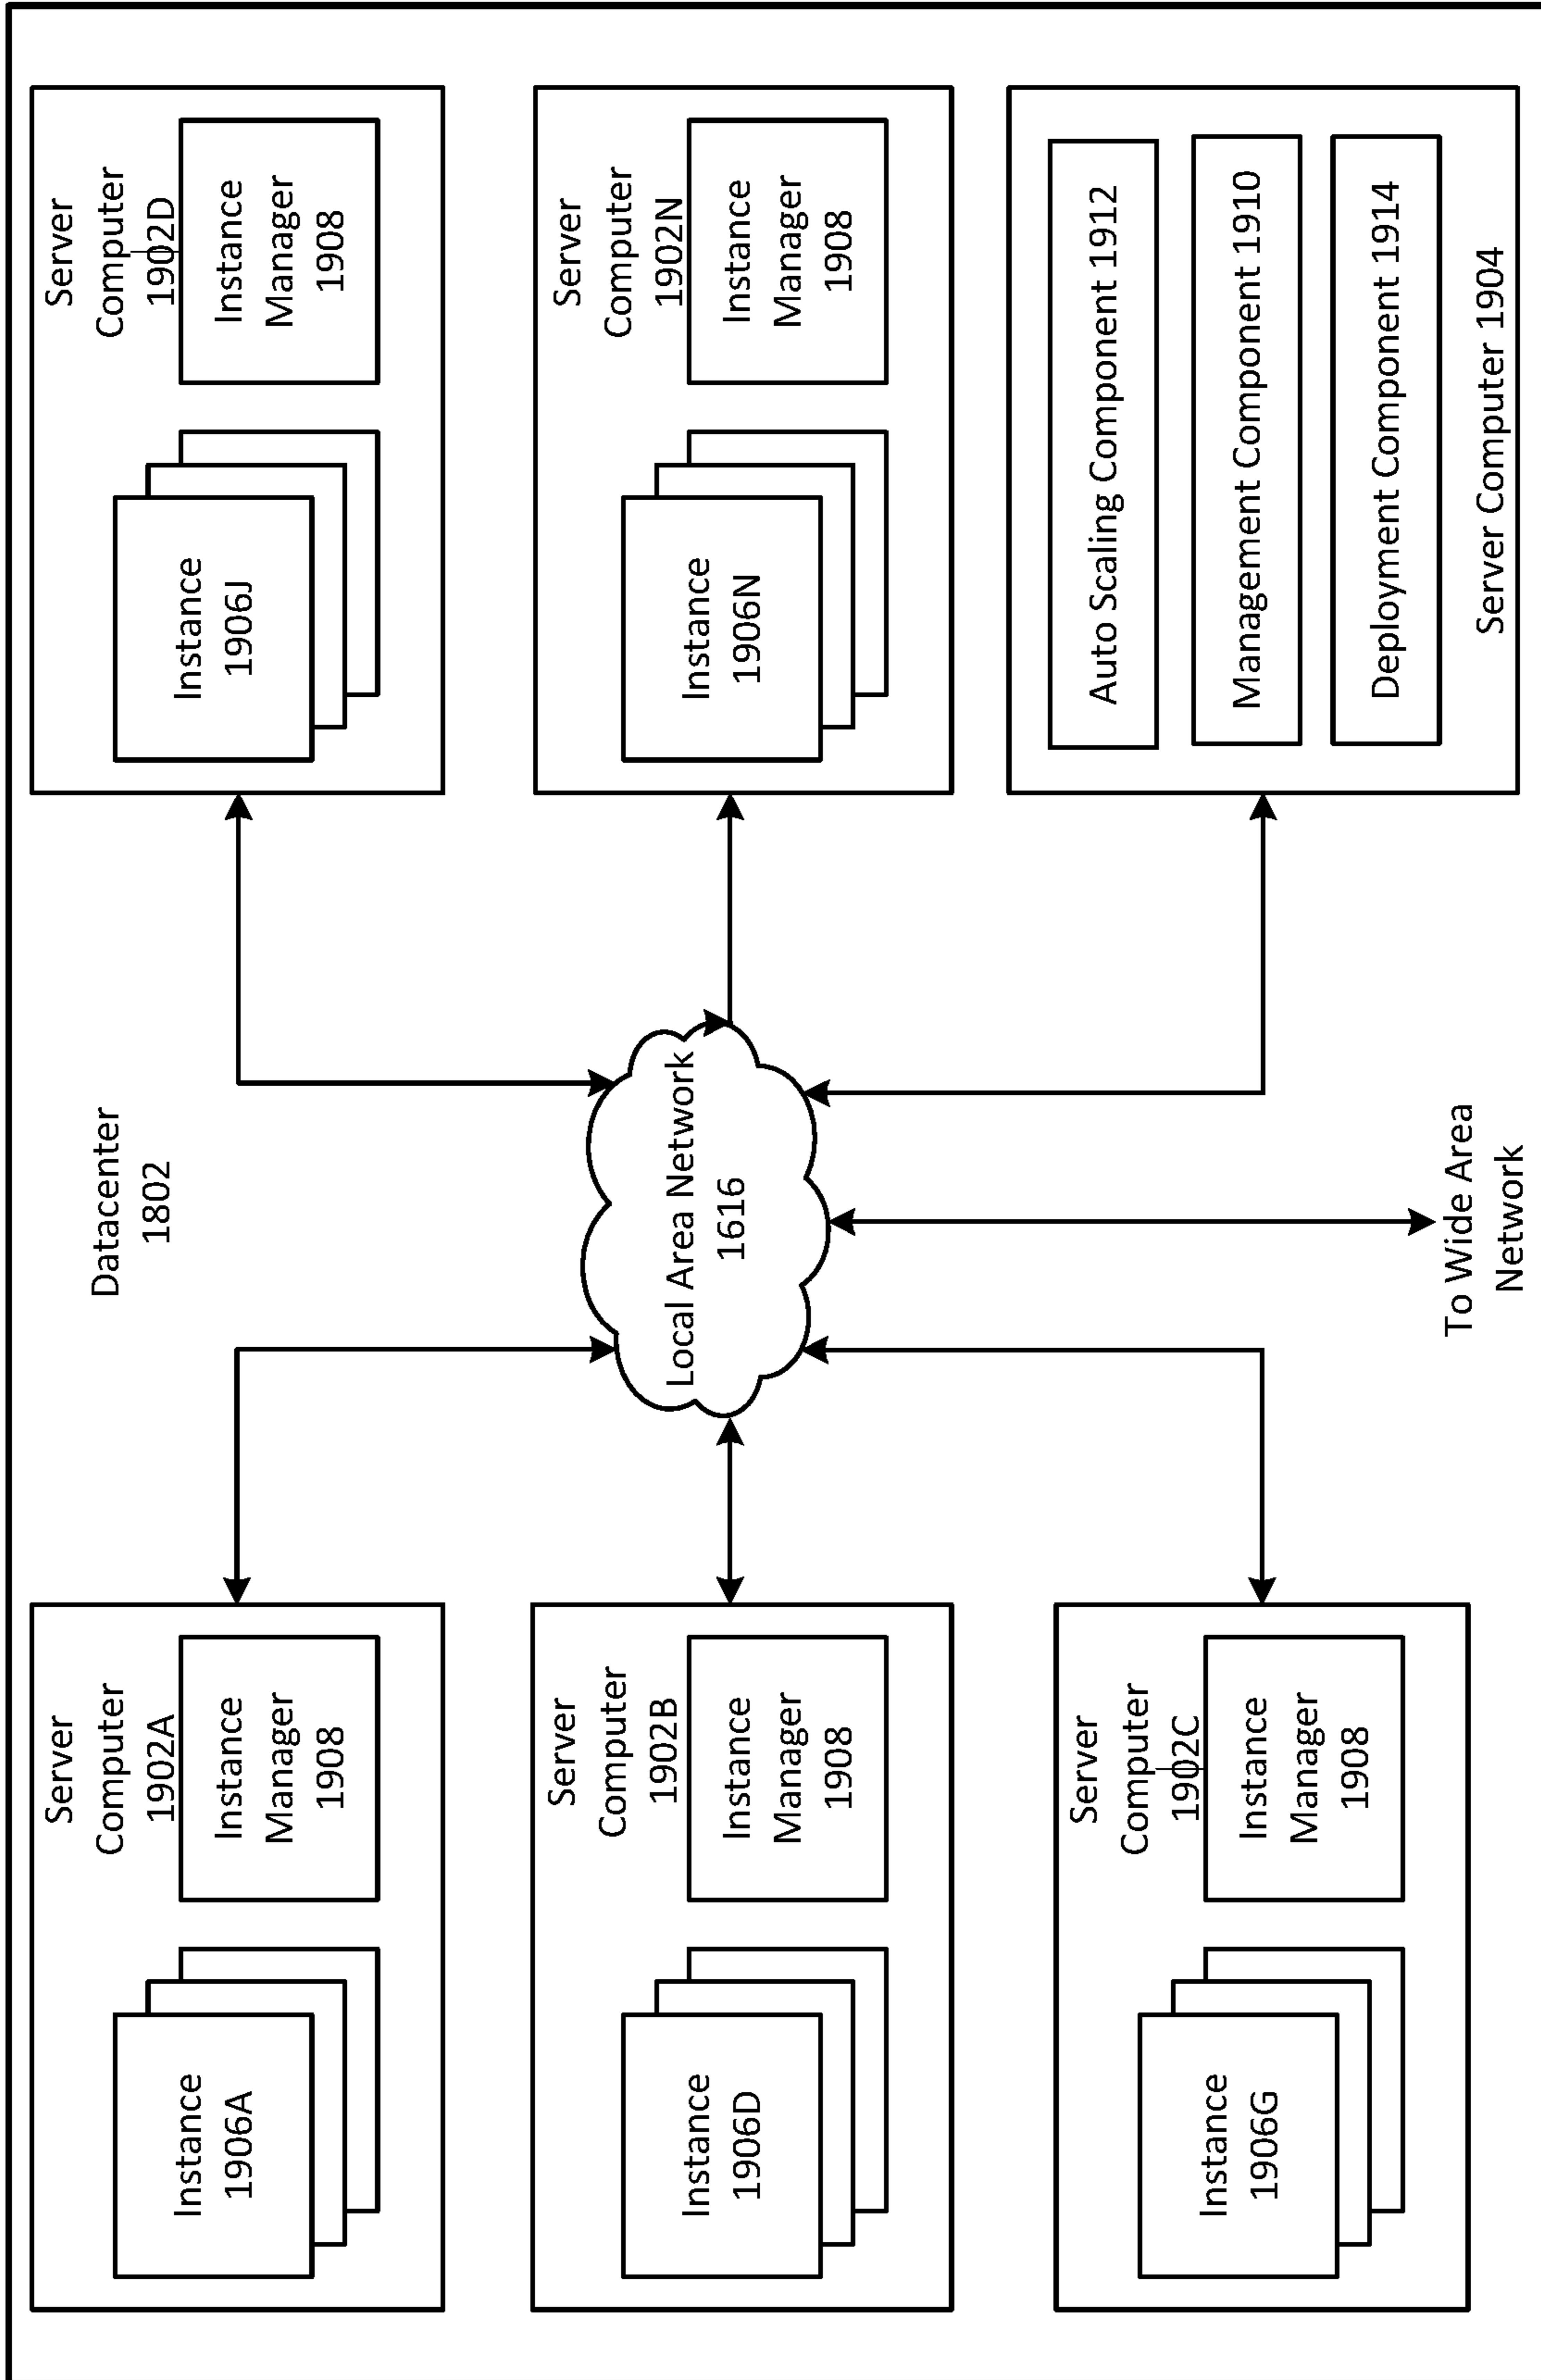 Datacenter
1802
Server
Computer
1902A
Instance
1906A
Instance
Manager
1908
Server
Computer
1902D
Instance
1906J
Instance
Manager
1908
Server
Computer
1902B
Instance
1906D
Instance
Manager
1908
Local Area Network
1616
Server
Computer
1902N
Instance
1906N
Instance
Manager
1908
Server
Computer
1902C
Instance
1906G
Instance
Manager
1908
To Wide Area
Network
Auto Scaling Component 1912
Management Component 1910
Deployment Component 1914
Server Computer 1904